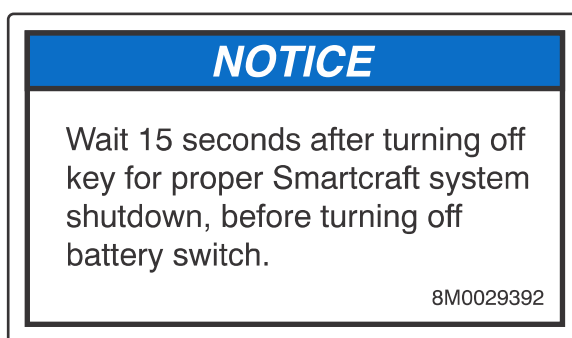 NOTICE
Wait 15 seconds after turning off
key for proper Smartcraft system
shutdown, before turning off
battery switch.
8M0029392